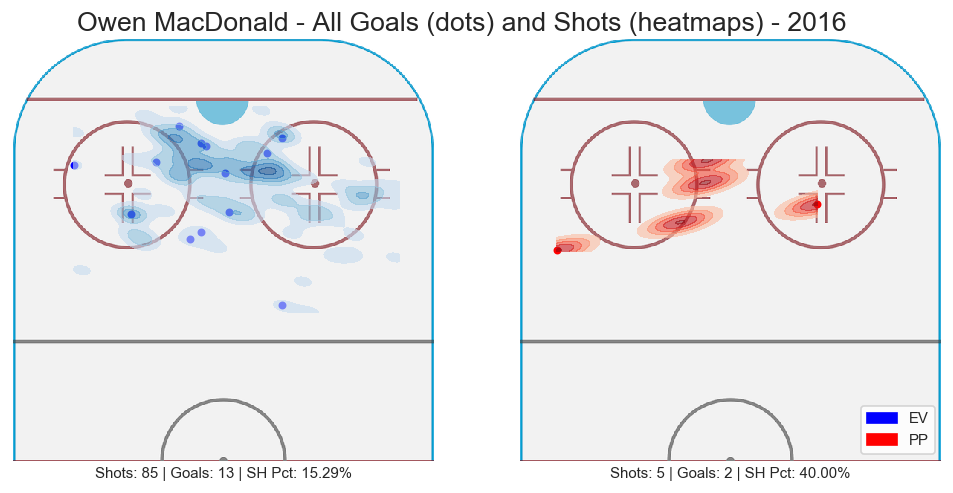 Owen MacDonald - All Goals (dots) and Shots (heatmaps) - 2016
EV
PP
Shots: 85 | Goals: 13 | SH Pct: 15.29%
Shots: 5 | Goals: 2 | SH Pct: 40.00%